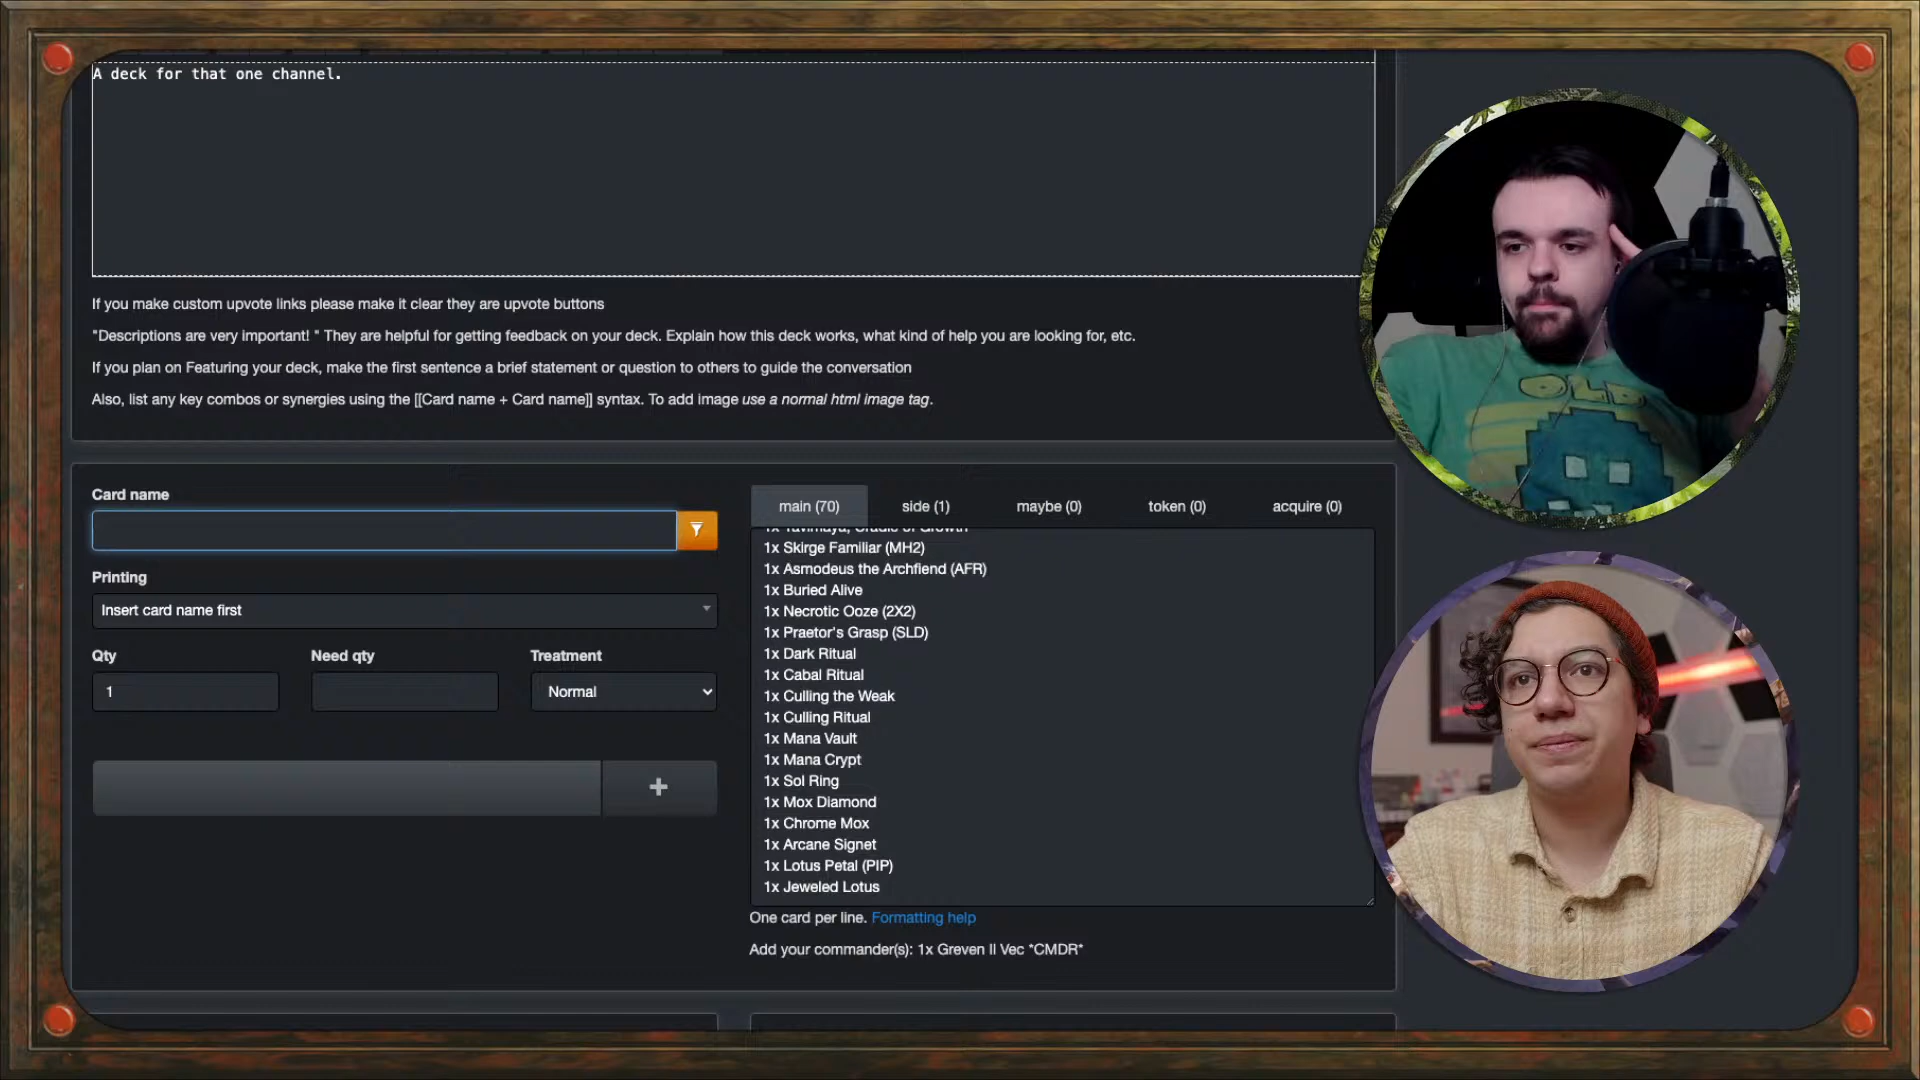 A deck for that one channel.
If you make custom upvote links please make it clear they are upvote buttons
"Descriptions are very important! " They are helpful for getting feedback on your deck. Explain how this deck works, what kind of help you are looking for, etc.
If you plan on Featuring your deck, make the first sentence a brief statement or question to others to guide the conversation
Also, list any key combos or synergies using the [[Card name + Card name]] syntax. To add image use a normal html image tag.
Card name
Printing
Insert card name first
Qty
Need qty
Treatment
1
Normal
+
main (70)
side (1)
maybe (0)
token (0)
acquire (0)
1x Yavimaya, Cradle of Growth
1x Skirge Familiar (MH2)
1x Asmodeus the Archfiend (AFR)
1x Buried Alive
1x Necrotic Ooze (2X2)
1x Praetor's Grasp (SLD)
1x Dark Ritual
1x Cabal Ritual
1x Culling the Weak
1x Culling Ritual
1x Mana Vault
1x Mana Crypt
1x Sol Ring
1x Mox Diamond
1x Chrome Mox
1x Arcane Signet
1x Lotus Petal (PIP)
1x Jeweled Lotus
One card per line. Formatting help
Add your commander(s): 1x Greven Il Vec *CMDR*
OLD